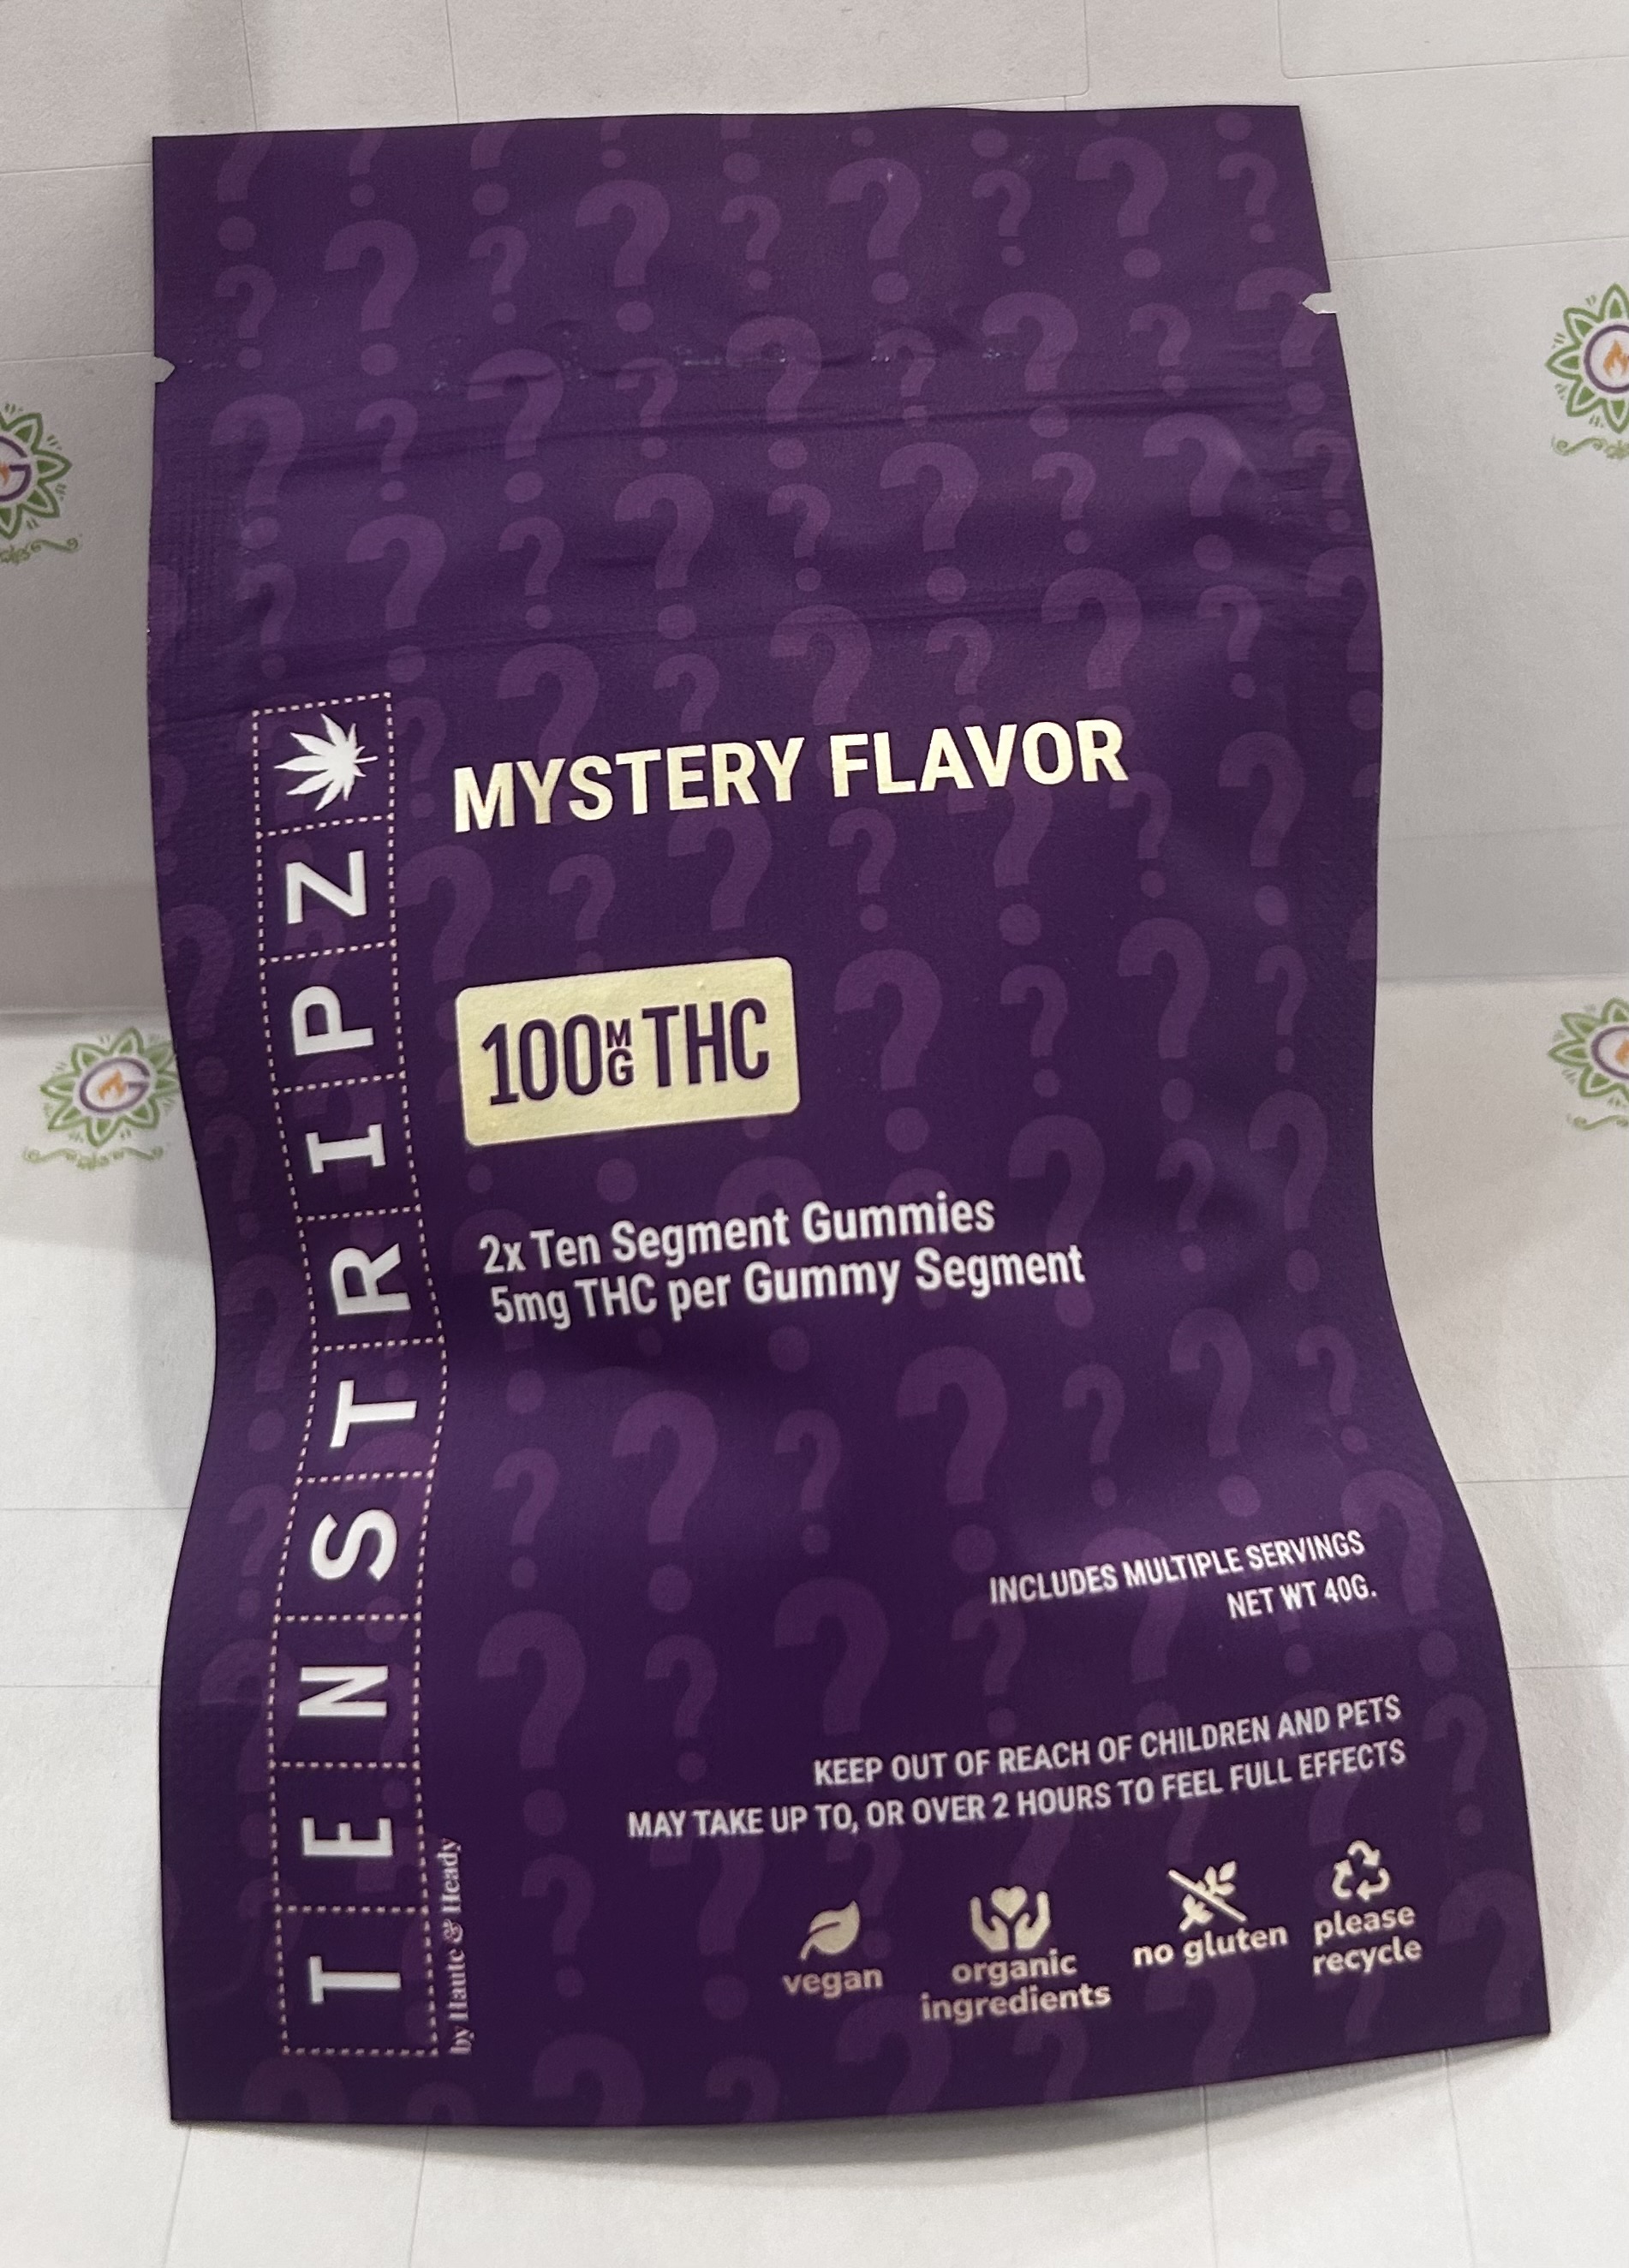 MYSTERY FLAVOR
100MG THC
2x Ten Segment Gummies
5mg THC per Gummy Segment
TENSTRIPZ
by Haute & Heady
INCLUDES MULTIPLE SERVINGS
NET WT 40G.
KEEP OUT OF REACH OF CHILDREN AND PETS
MAY TAKE UP TO, OR OVER 2 HOURS TO FEEL FULL EFFECTS
vegan
organic
ingredients
no gluten
please
recycle